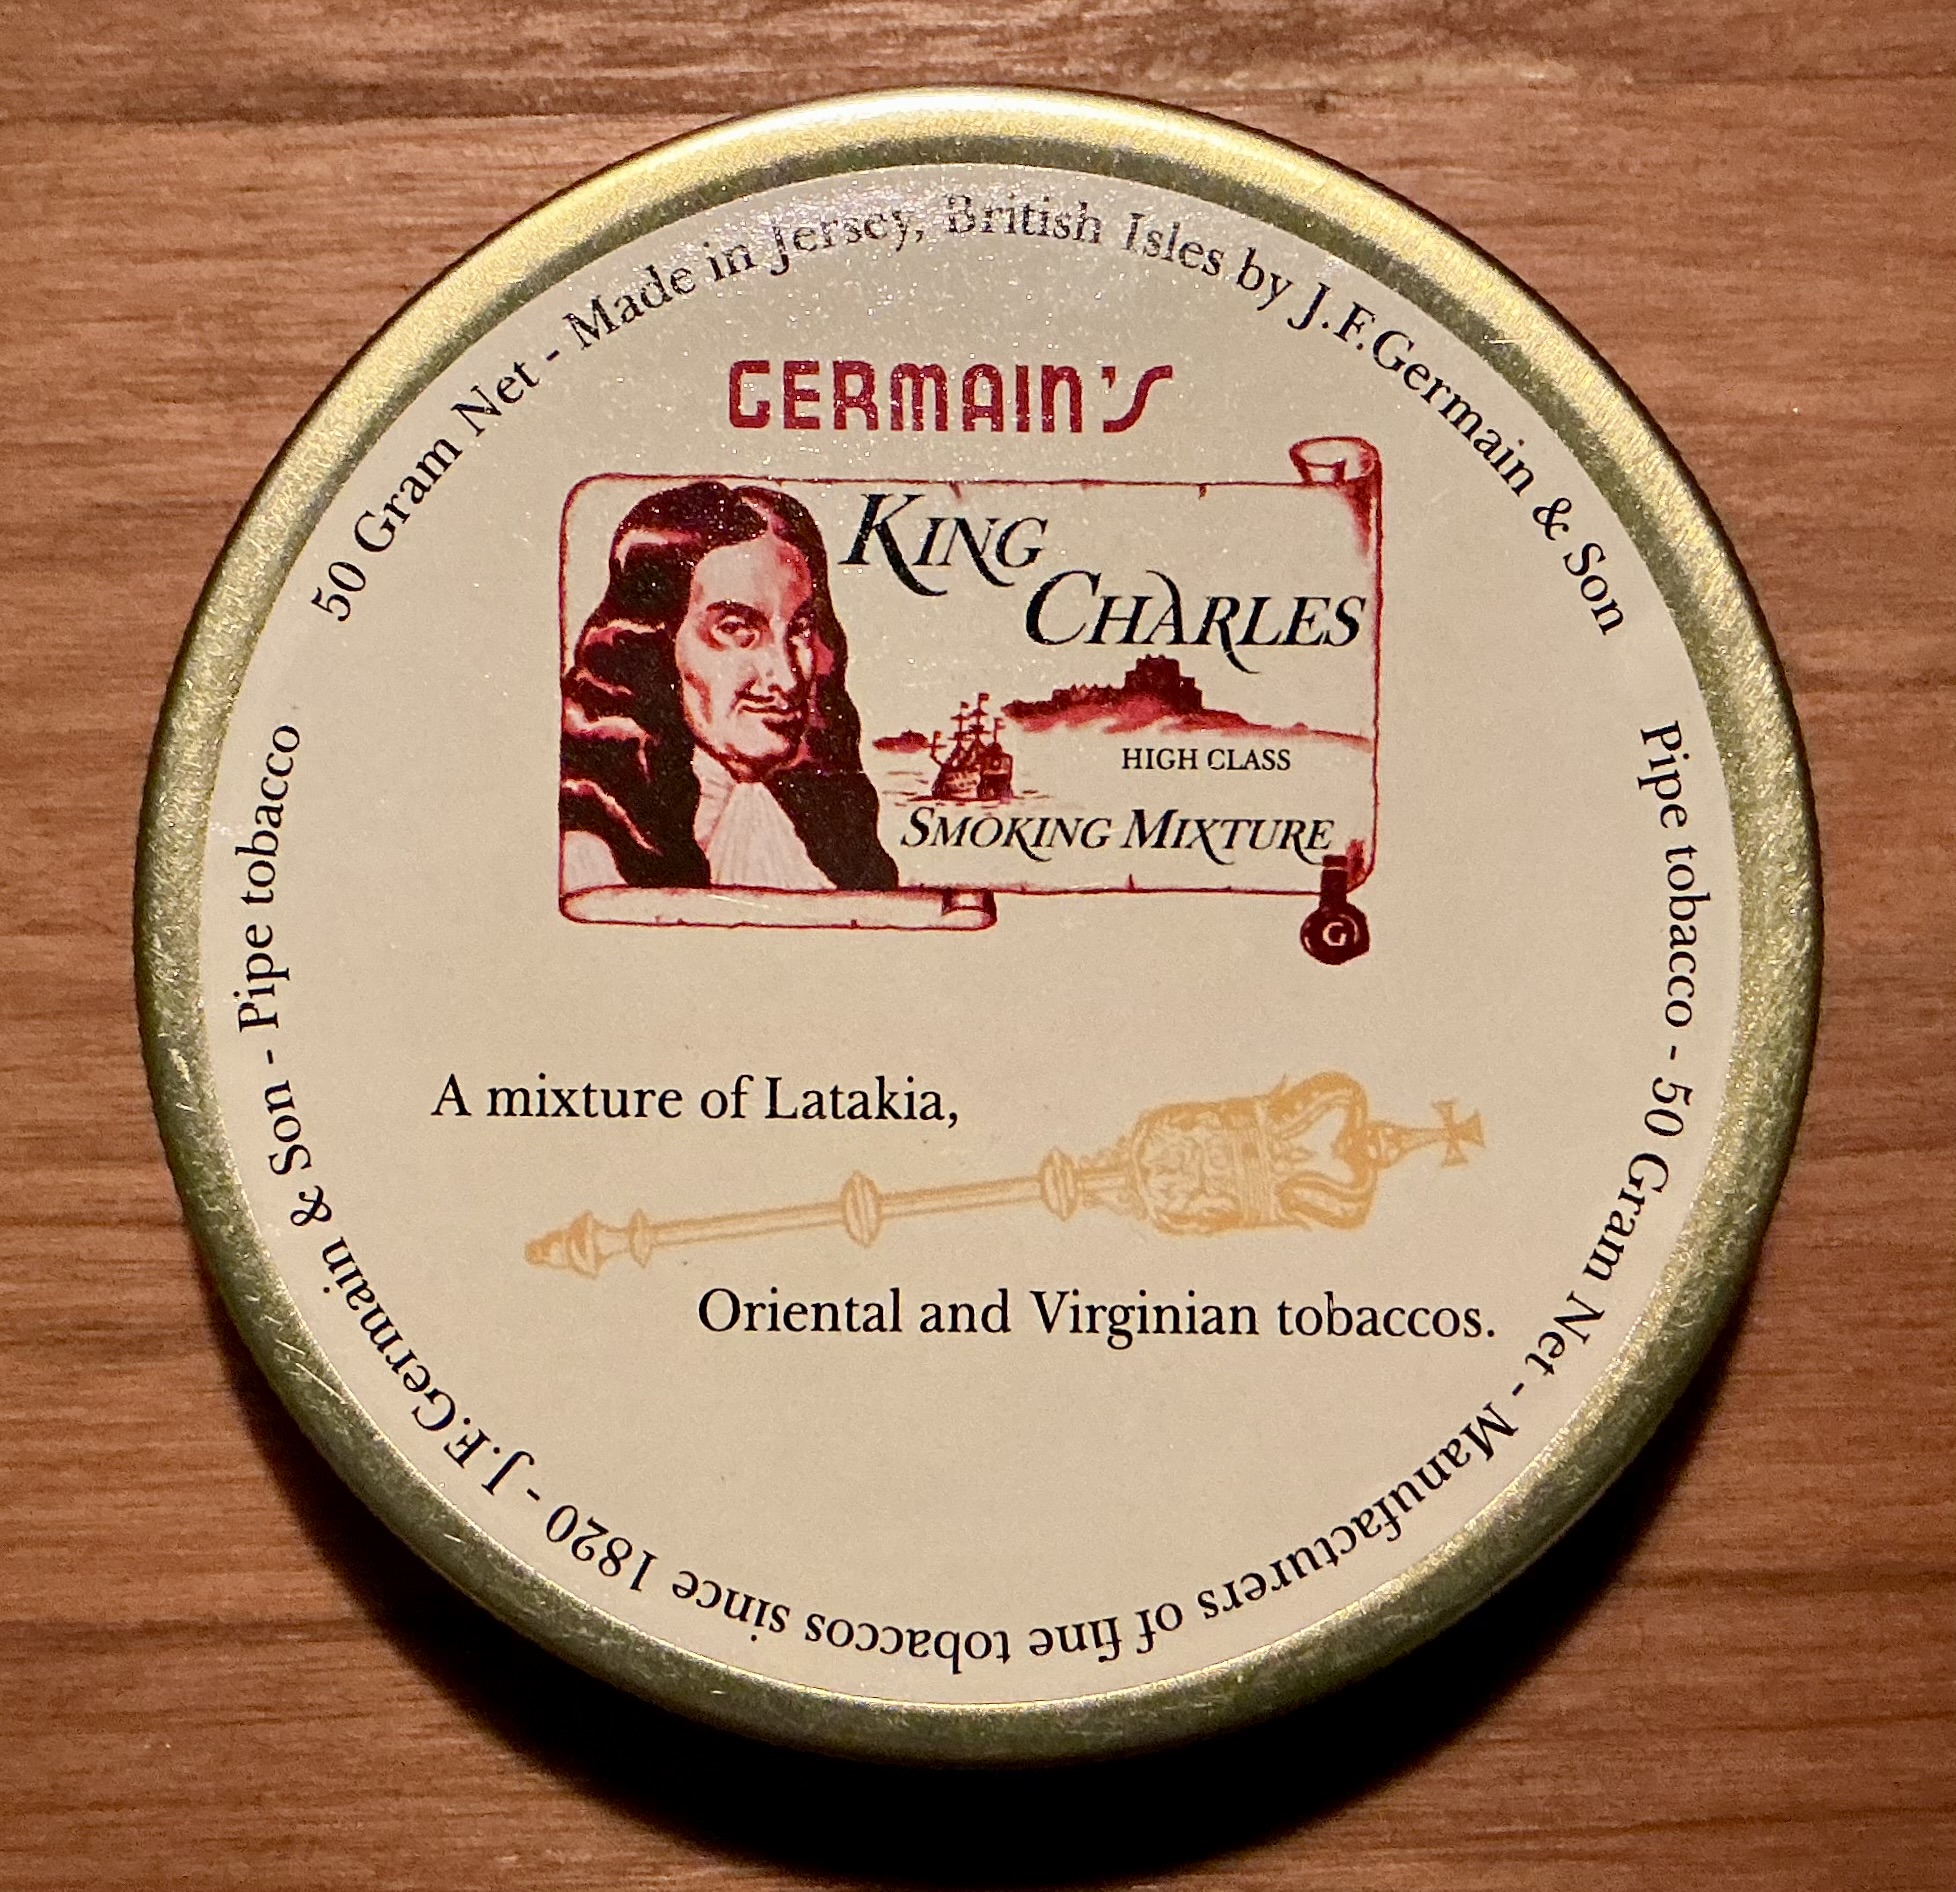 50 Gram Net - Made in Jersey, British Isles by J.F.Germain & Son
GERMAIN'S
KING
CHARLES
HIGH CLASS
SMOKING MIXTURE
G
A mixture of Latakia,
Oriental and Virginian tobaccos.
Pipe tobacco - 50 Gram Net - Manufacturers of fine tobaccos since 1820 - J.F.Germain & Son - Pipe tobacco